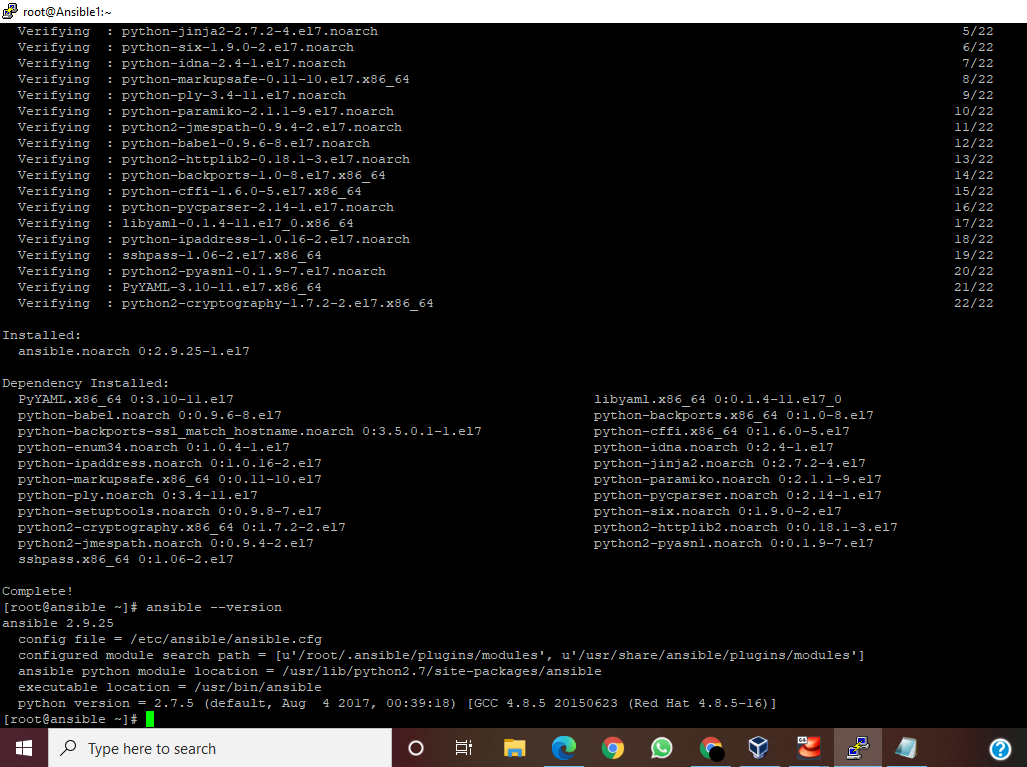 root@Ansible1:~
Verifying  : python-jinja2-2.7.2-4.el7.noarch 5/22
Verifying  : python-six-1.9.0-2.el7.noarch 6/22
Verifying  : python-idna-2.4-1.el7.noarch 7/22
Verifying  : python-markupsafe-0.11-10.el7.x86_64 8/22
Verifying  : python-ply-3.4-11.el7.noarch 9/22
Verifying  : python-paramiko-2.1.1-9.el7.noarch 10/22
Verifying  : python2-jmespath-0.9.4-2.el7.noarch 11/22
Verifying  : python-babel-0.9.6-8.el7.noarch 12/22
Verifying  : python2-httplib2-0.18.1-3.el7.noarch 13/22
Verifying  : python-backports-1.0-8.el7.x86_64 14/22
Verifying  : python-cffi-1.6.0-5.el7.x86_64 15/22
Verifying  : python-pycparser-2.14-1.el7.noarch 16/22
Verifying  : libyaml-0.1.4-11.el7_0.x86_64 17/22
Verifying  : python-ipaddress-1.0.16-2.el7.noarch 18/22
Verifying  : sshpass-1.06-2.el7.x86_64 19/22
Verifying  : python2-pyasn1-0.1.9-7.el7.noarch 20/22
Verifying  : PyYAML-3.10-11.el7.x86_64 21/22
Verifying  : python2-cryptography-1.7.2-2.el7.x86_64 22/22
Installed:
ansible.noarch 0:2.9.25-1.el7
Dependency Installed:
PyYAML.x86_64 0:3.10-11.el7 libyaml.x86_64 0:0.1.4-11.el7_0
python-babel.noarch 0:0.9.6-8.el7 python-backports.x86_64 0:1.0-8.el7
python-backports-ssl_match_hostname.noarch 0:3.5.0.1-1.el7 python-cffi.x86_64 0:1.6.0-5.el7
python-enum34.noarch 0:1.0.4-1.el7 python-idna.noarch 0:2.4-1.el7
python-ipaddress.noarch 0:1.0.16-2.el7 python-jinja2.noarch 0:2.7.2-4.el7
python-markupsafe.x86_64 0:0.11-10.el7 python-paramiko.noarch 0:2.1.1-9.el7
python-ply.noarch 0:3.4-11.el7 python-pycparser.noarch 0:2.14-1.el7
python-setuptools.noarch 0:0.9.8-7.el7 python-six.noarch 0:1.9.0-2.el7
python2-cryptography.x86_64 0:1.7.2-2.el7 python2-httplib2.noarch 0:0.18.1-3.el7
python2-jmespath.noarch 0:0.9.4-2.el7 python2-pyasn1.noarch 0:0.1.9-7.el7
sshpass.x86_64 0:1.06-2.el7
Complete!
[root@ansible ~]# ansible --version
ansible 2.9.25
config file = /etc/ansible/ansible.cfg
configured module search path = [u'/root/.ansible/plugins/modules', u'/usr/share/ansible/plugins/modules']
ansible python module location = /usr/lib/python2.7/site-packages/ansible
executable location = /usr/bin/ansible
python version = 2.7.5 (default, Aug  4 2017, 00:39:18) [GCC 4.8.5 20150623 (Red Hat 4.8.5-16)]
[root@ansible ~]#
Type here to search
64
?